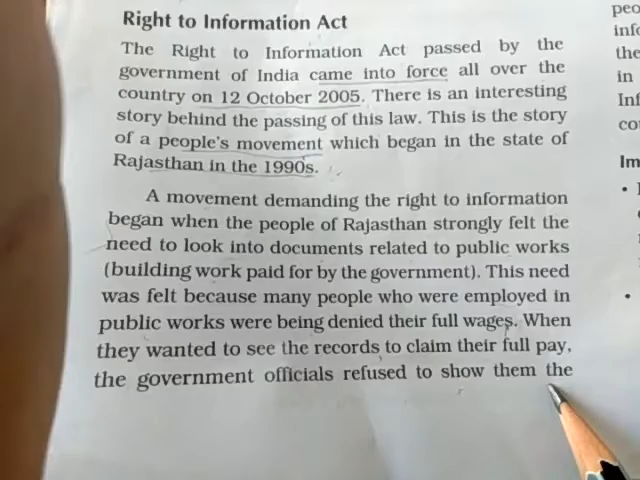 Right to Information Act
The Right to Information Act passed by the
government of India came into force all over the
country on 12 October 2005. There is an interesting
story behind the passing of this law. This is the story
of a people's movement which began in the state of
Rajasthan in the 1990s.
A movement demanding the right to information
began when the people of Rajasthan strongly felt the
need to look into documents related to public works
(building work paid for by the government). This need
was felt because many people who were employed in
public works were being denied their full wages. When
they wanted to see the records to claim their full pay,
the government officials refused to show them the
the
in